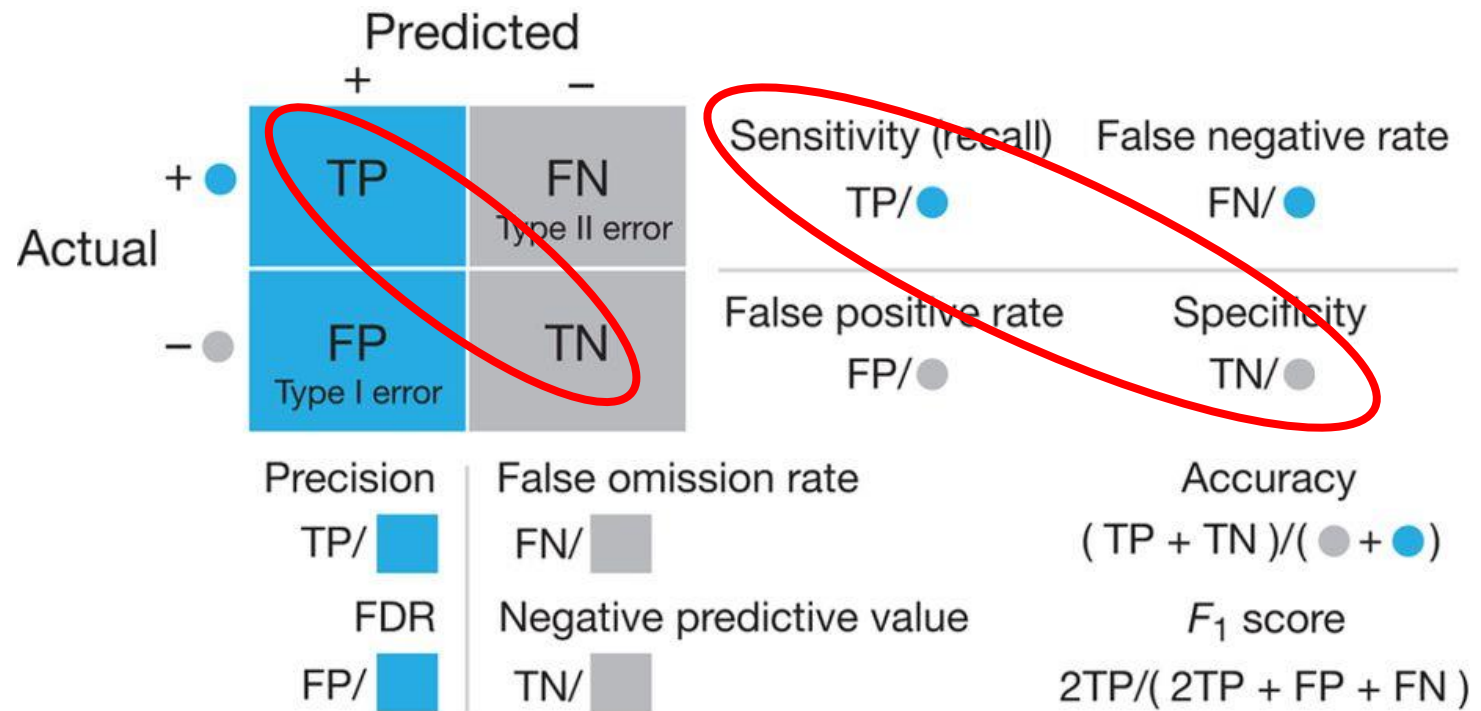 Predicted
+ −
+ TP FN Sensitivity (recall) False negative rate
Type II error TP/ FN/
Actual
− FP TN False positive rate Specificity
Type I error FP/ TN/
Precision False omission rate Accuracy
TP/ FN/ ( TP + TN )/( + )
FDR Negative predictive value F₁ score
FP/ TN/ 2TP/( 2TP + FP + FN )